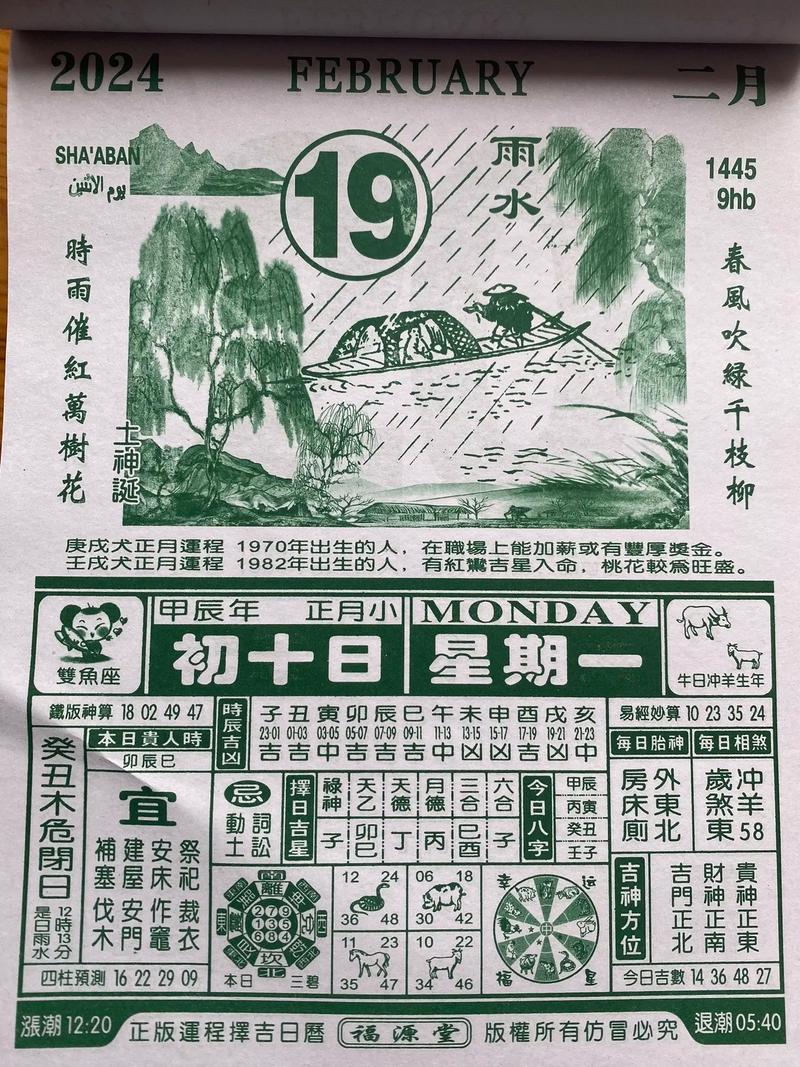 2024 FEBRUARY 二月
SHA'ABAN
يوم الاثنين
19
雨水
1445
9hb
時雨催紅萬樹花
土神誕
春風吹綠千枝柳
庚戌犬正月運程 1970年出生的人，在職場上能加薪或有豐厚獎金。
壬戌犬正月運程 1982年出生的人，有紅鸞吉星入命，桃花較為旺盛。
雙魚座
甲辰年 正月小
初十日
MONDAY
星期一
牛日冲羊生年
鐵版神算 18 02 49 47
時辰吉凶
子 丑 寅 卯 辰 巳 午 未 申 酉 戌 亥
23-01 01-03 03-05 05-07 07-09 09-11 11-13 13-15 15-17 17-19 19-21 21-23
吉 吉 中 吉 吉 吉 中 凶 凶 中 凶 中
易經妙算 10 23 35 24
癸丑木危閉日
12時13分
是日雨水
本日貴人時
卯辰巳
宜
祭祀 裁衣
安床 作竈
建屋 安門
補塞 伐木
忌
詞訟
動土
擇日吉星
祿神 天乙 天德 月德 三合 六合
子 卯巳 丁 丙 巳酉 子
今日八字
甲辰
丙寅
癸丑
壬子
每日胎神
外東北
房床厠
每日相煞
冲羊58
歲煞東
吉神方位
貴神正東
財神正南
吉門正北
南
離
東
西
坎
北
279
135
684
本日 三碧
12 24
36 48
06 18
30 42
11 23
35 47
10 22
34 46
幸 运
福 星
四柱預測 16 22 29 09
今日吉數 14 36 48 27
漲潮 12:20
正版運程擇吉日曆 福源堂 版權所有仿冒必究
退潮 05:40